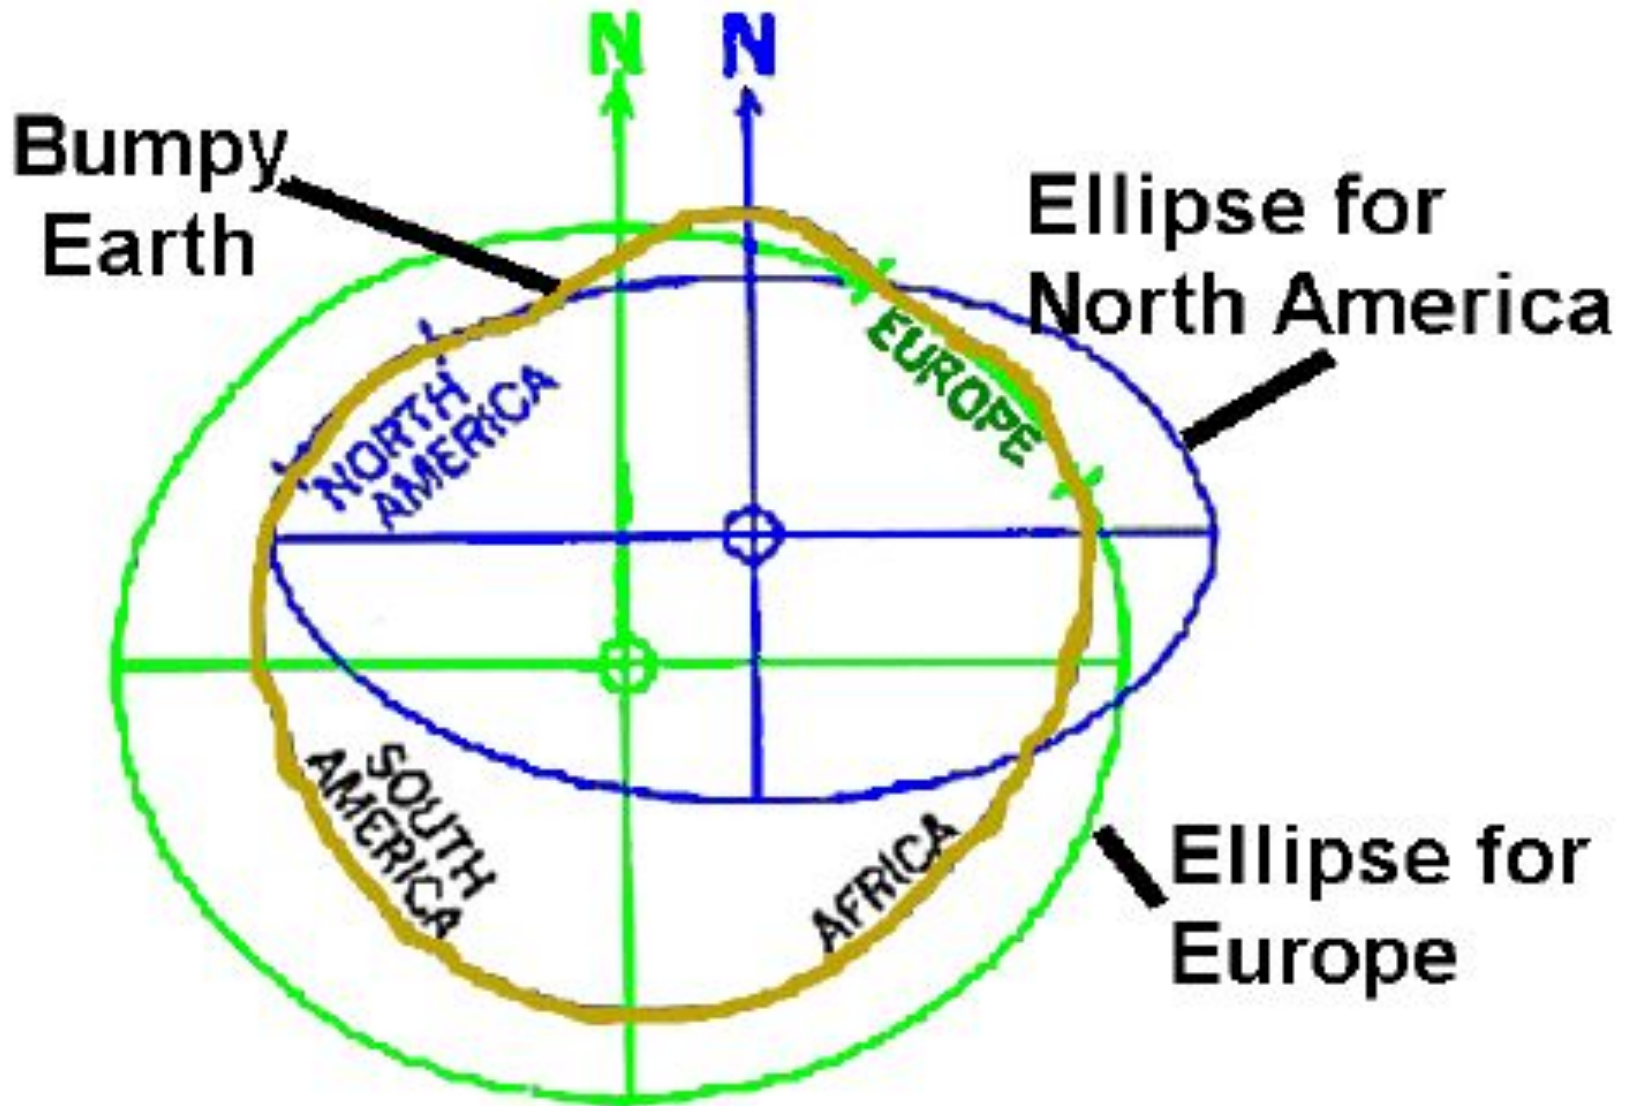 N
N
Bumpy
Earth
Ellipse for
North America
EUROPE
NORTH
AMERICA
SOUTH
AMERICA
AFRICA
Ellipse for
Europe